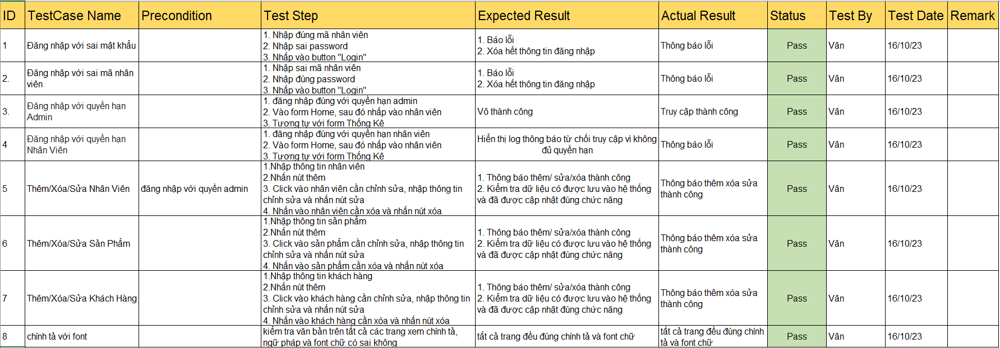 ID TestCase Name Precondition Test Step Expected Result Actual Result Status Test By Test Date Remark
1
Đăng nhập với sai mật khẩu
1. Nhập đúng mã nhân viên
2. Nhập sai password
3. Nhấp vào button "Login"
1. Báo lỗi
2. Xóa hết thông tin đăng nhập
Thông báo lỗi
Pass
Vân
16/10/23
2.
Đăng nhập với sai mã nhân
viên
1. Nhập sai mã nhân viên
2. Nhập đúng password
3. Nhấp vào button "Login"
1. Báo lỗi
2. Xóa hết thông tin đăng nhập
Thông báo lỗi
Pass
Vân
16/10/23
3.
Đăng nhập với quyền hạn
Admin
1. đăng nhập đúng với quyền hạn admin
2. Vào form Home, sau đó nhấp vào nhân viên
3. Tương tự với form Thống Kê
Vô thành công
Truy cập thành công
Pass
Vân
16/10/23
4
Đăng nhập với quyền hạn
Nhân Viên
1. đăng nhập đúng với quyền hạn nhân viên
2. Vào form Home, sau đó nhấp vào nhân viên
3. Tương tự với form Thống Kê
Hiển thị log thông báo từ chối truy cập vì không
đủ quyền hạn
Thông báo lỗi
Pass
Vân
16/10/23
5
Thêm/Xóa/Sửa Nhân Viên
đăng nhập với quyền admin
1.Nhập thông tin nhân viên
2.Nhấn nút thêm
3. Click vào nhân viên cần chỉnh sửa, nhập thông tin
chỉnh sửa và nhấn nút sửa
4. Nhấn vào nhân viên cần xóa và nhấn nút xóa
1. Thông báo thêm/ sửa/xóa thành công
2. Kiểm tra dữ liệu có được lưu vào hệ thống
và đã được cập nhật đúng chức năng
Thông báo thêm xóa sửa
thành công
Pass
Vân
16/10/23
6
Thêm/Xóa/Sửa Sản Phẩm
1.Nhập thông tin sản phẩm
2.Nhấn nút thêm
3. Click vào sản phẩm cần chỉnh sửa, nhập thông tin
chỉnh sửa và nhấn nút sửa
4. Nhấn vào sản phẩm cần xóa và nhấn nút xóa
1. Thông báo thêm/ sửa/xóa thành công
2. Kiểm tra dữ liệu có được lưu vào hệ thống
và đã được cập nhật đúng chức năng
Thông báo thêm xóa sửa
thành công
Pass
Vân
16/10/23
7
Thêm/Xóa/Sửa Khách Hàng
1.Nhập thông tin khách hàng
2.Nhấn nút thêm
3. Click vào khách hàng cần chỉnh sửa, nhập thông tin
chỉnh sửa và nhấn nút sửa
4. Nhấn vào khách hàng cần xóa và nhấn nút xóa
1. Thông báo thêm/ sửa/xóa thành công
2. Kiểm tra dữ liệu có được lưu vào hệ thống
và đã được cập nhật đúng chức năng
Thông báo thêm xóa sửa
thành công
Pass
Vân
16/10/23
8
chính tả với font
kiểm tra văn bản trên tất cả các trang xem chính tả,
ngữ pháp và font chữ có sai không
tất cả trang đều đúng chính tả và font chữ
tất cả trang đều đúng chính
tả và font chữ
Pass
Vân
16/10/23